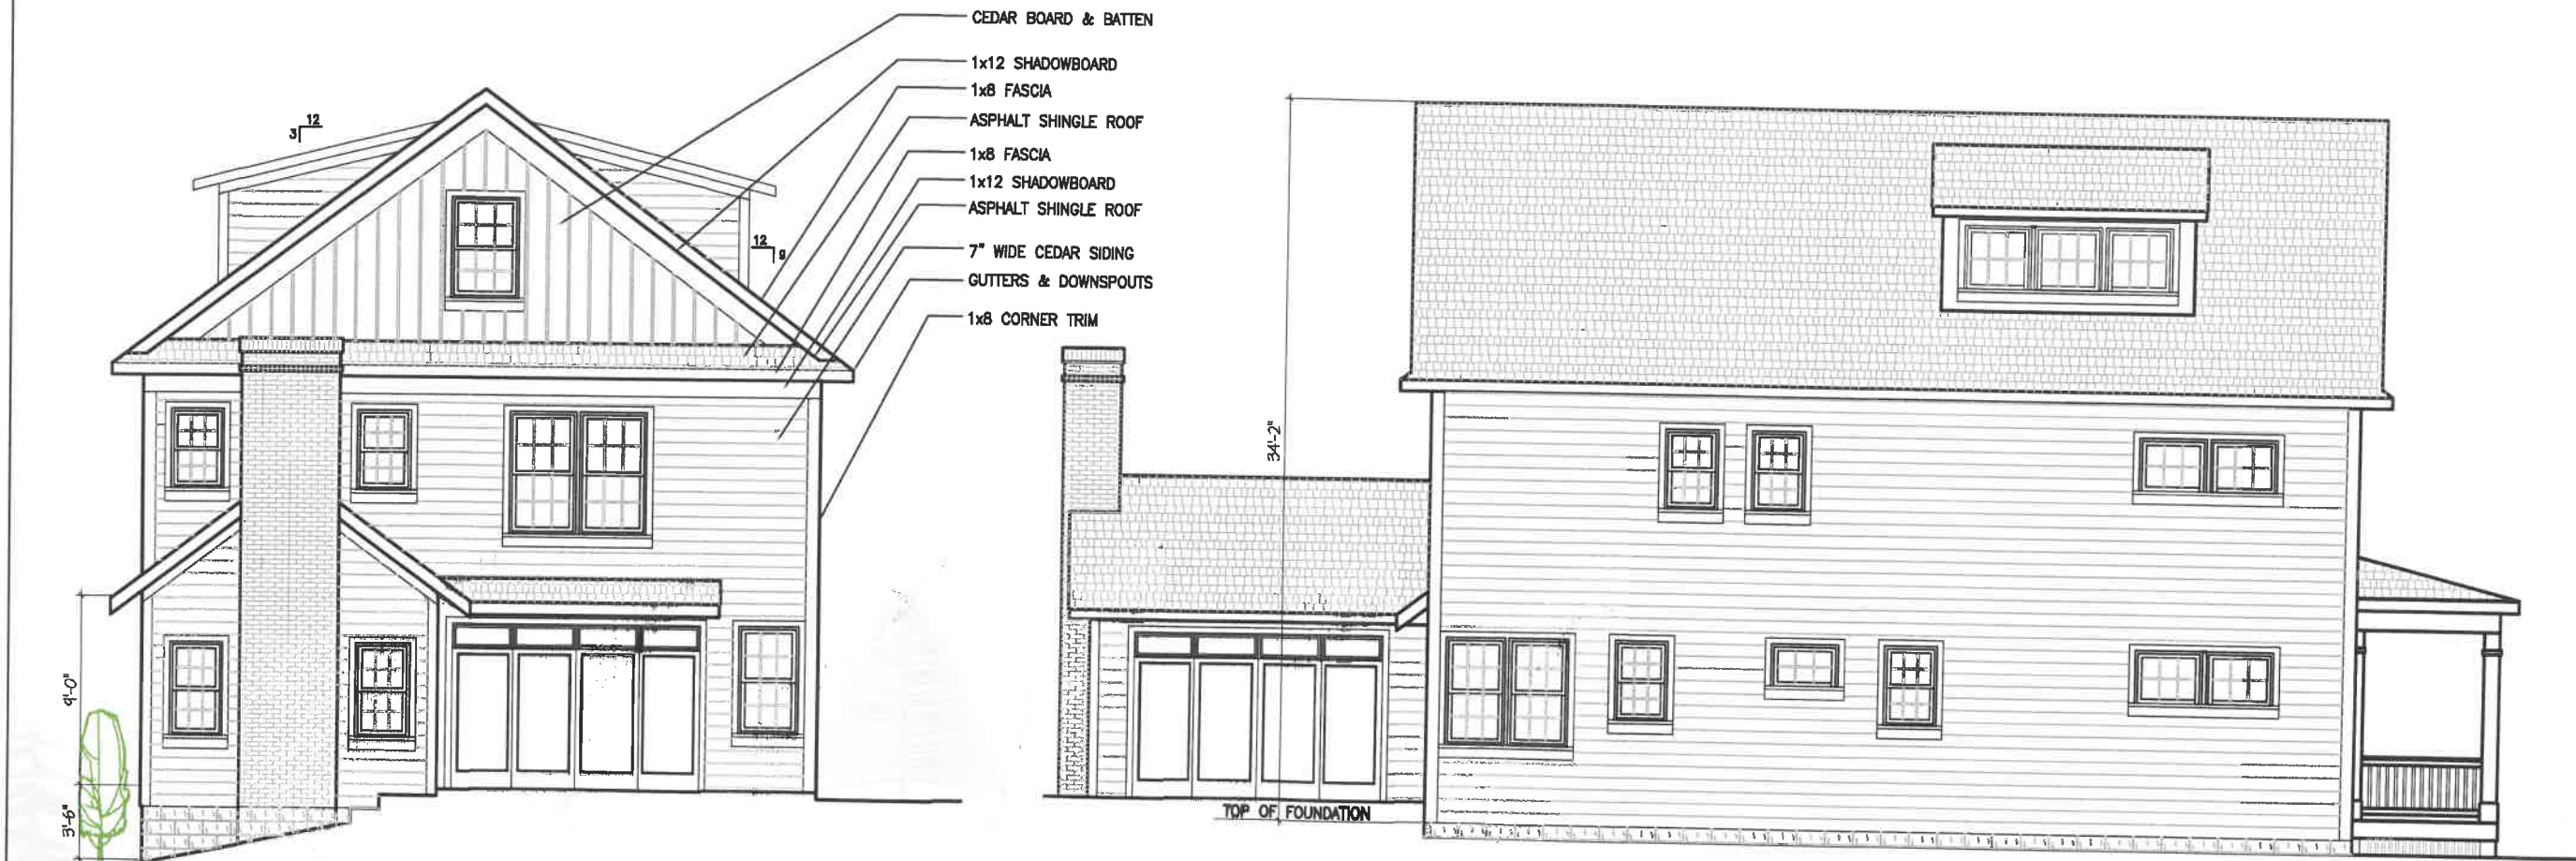 CEDAR BOARD & BATTEN
1x12 SHADOWBOARD
1x8 FASCIA
ASPHALT SHINGLE ROOF
1x8 FASCIA
1x12 SHADOWBOARD
ASPHALT SHINGLE ROOF
7" WIDE CEDAR SIDING
GUTTERS & DOWNSPOUTS
1x8 CORNER TRIM
12
3
12
9
9'-0"
3'-6"
34'-2"
TOP OF FOUNDATION